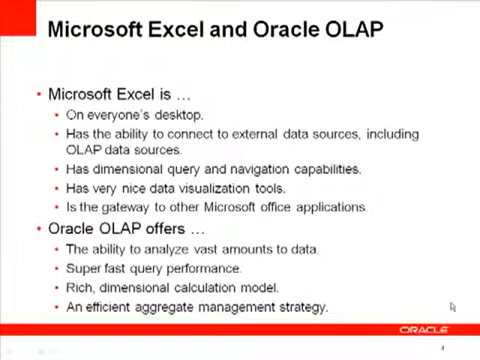 Microsoft Excel and Oracle OLAP
• Microsoft Excel is …
• On everyone's desktop.
• Has the ability to connect to external data sources, including
OLAP data sources.
• Has dimensional query and navigation capabilities.
• Has very nice data visualization tools.
• Is the gateway to other Microsoft office applications.
• Oracle OLAP offers …
• The ability to analyze vast amounts to data.
• Super fast query performance.
• Rich, dimensional calculation model.
• An efficient aggregate management strategy.
ORACLE
4